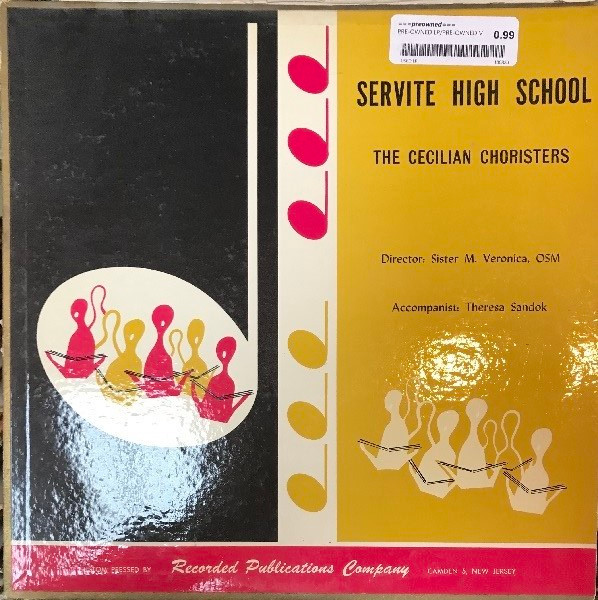 ===preowned===
PRE-OWNED LP/PRE-OWNED V
0.99
SERVITE HIGH SCHOOL
THE CECILIAN CHORISTERS
Director: Sister M. Veronica, OSM
Accompanist: Theresa Sandok
PRESSED BY Recorded Publications Company CAMDEN 5, NEW JERSEY